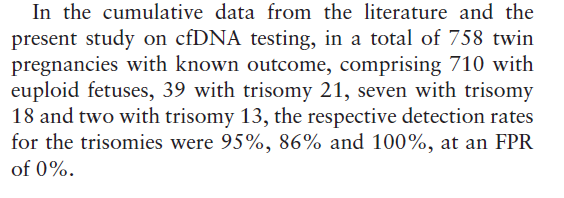 In the cumulative data from the literature and the
present study on cfDNA testing, in a total of 758 twin
pregnancies with known outcome, comprising 710 with
euploid fetuses, 39 with trisomy 21, seven with trisomy
18 and two with trisomy 13, the respective detection rates
for the trisomies were 95%, 86% and 100%, at an FPR
of 0%.